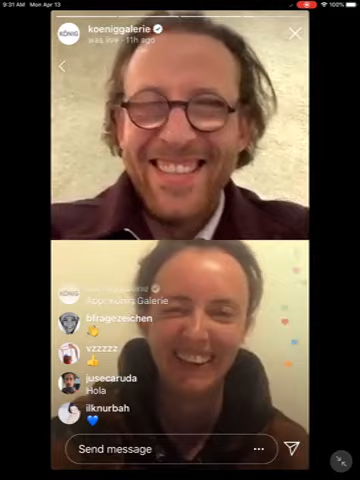 9:31 AM Mon Apr 13
100%
KÖNIG
koeniggalerie
was live · 11h ago
KÖNIG
koeniggalerie
App: König Galerie
bfragezeichen
vzzzzz
jusecaruda
Hola
ilknurbah
Send message